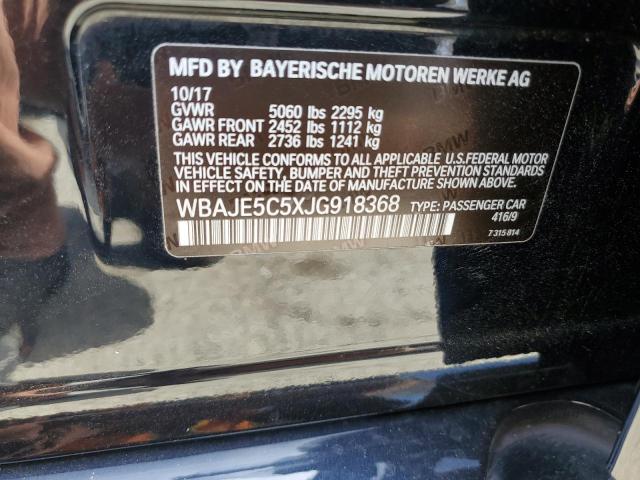 MFD BY BAYERISCHE MOTOREN WERKE AG
10/17
GVWR 5060 lbs 2295 kg
GAWR FRONT 2452 lbs 1112 kg
GAWR REAR 2736 lbs 1241 kg
THIS VEHICLE CONFORMS TO ALL APPLICABLE U.S.FEDERAL MOTOR
VEHICLE SAFETY, BUMPER AND THEFT PREVENTION STANDARDS
IN EFFECT ON THE DATE OF MANUFACTURE SHOWN ABOVE.
WBAJE5C5XJG918368 TYPE: PASSENGER CAR
416/9
7 315 814